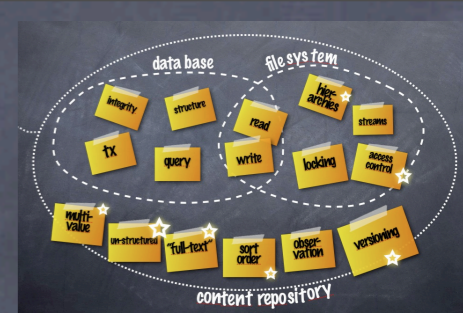 data base
file system
integrity
structure
read
hier-
archies
streams
tx
query
write
locking
access
control
multi-
value
un-structured
"full-text"
sort
order
obser-
vation
versioning
content repository